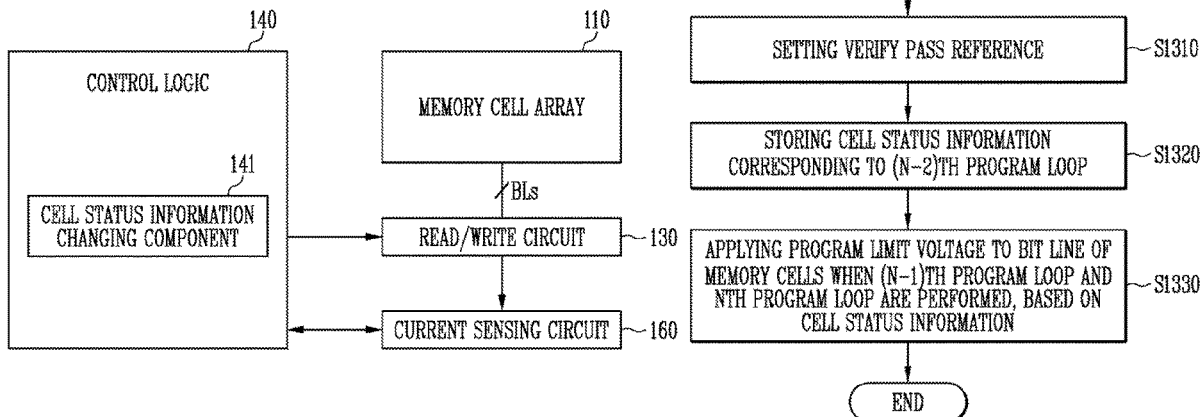 140
CONTROL LOGIC
141
CELL STATUS INFORMATION
CHANGING COMPONENT
110
MEMORY CELL ARRAY
BLs
READ/WRITE CIRCUIT
130
CURRENT SENSING CIRCUIT
160
SETTING VERIFY PASS REFERENCE
S1310
STORING CELL STATUS INFORMATION
CORRESPONDING TO (N-2)TH PROGRAM LOOP
S1320
APPLYING PROGRAM LIMIT VOLTAGE TO BIT LINE OF
MEMORY CELLS WHEN (N-1)TH PROGRAM LOOP AND
NTH PROGRAM LOOP ARE PERFORMED, BASED ON
CELL STATUS INFORMATION
S1330
END